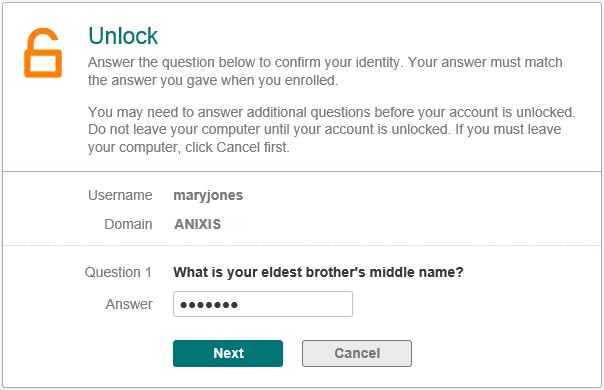 Unlock
Answer the question below to confirm your identity. Your answer must match
the answer you gave when you enrolled.
You may need to answer additional questions before your account is unlocked.
Do not leave your computer until your account is unlocked. If you must leave
your computer, click Cancel first.
Username maryjones
Domain ANIXIS
Question 1 What is your eldest brother's middle name?
Answer ●●●●●●●
Next Cancel